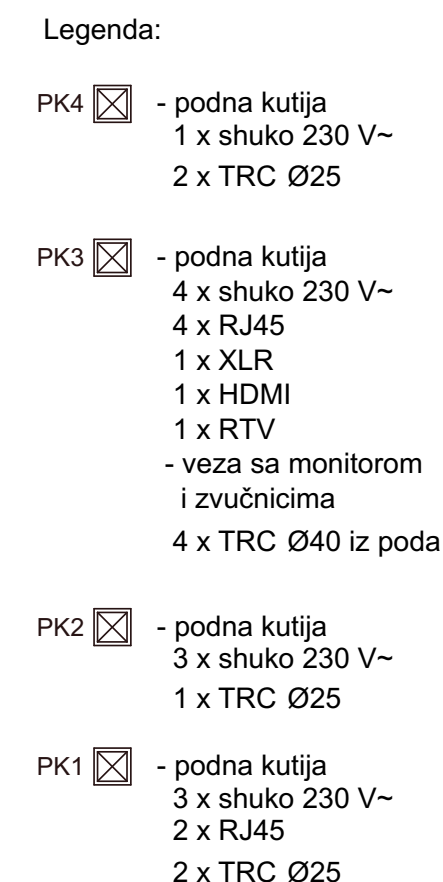 Legenda:
PK4 - podna kutija
1 x shuko 230 V~
2 x TRC Ø25
PK3 - podna kutija
4 x shuko 230 V~
4 x RJ45
1 x XLR
1 x HDMI
1 x RTV
- veza sa monitorom
i zvučnicima
4 x TRC Ø40 iz poda
PK2 - podna kutija
3 x shuko 230 V~
1 x TRC Ø25
PK1 - podna kutija
3 x shuko 230 V~
2 x RJ45
2 x TRC Ø25